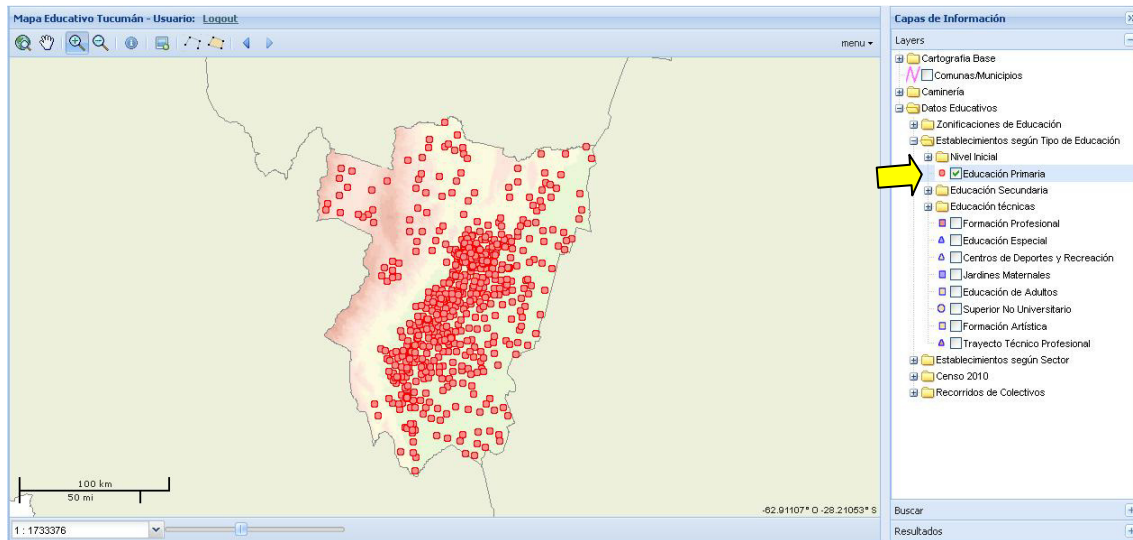 Mapa Educativo Tucumán - Usuario: Logout
menu
100 km
50 mi
-62.91107° O -28.21053° S
1 : 1733376
Capas de Información
Layers
Cartografia Base
Comunas/Municipios
Caminería
Datos Educativos
Zonificaciones de Educación
Establecimientos según Tipo de Educación
Nivel Inicial
Educación Primaria
Educación Secundaria
Educación técnicas
Formación Profesional
Educación Especial
Centros de Deportes y Recreación
Jardines Maternales
Educación de Adultos
Superior No Universitario
Formación Artística
Trayecto Técnico Profesional
Establecimientos según Sector
Censo 2010
Recorridos de Colectivos
Buscar
Resultados